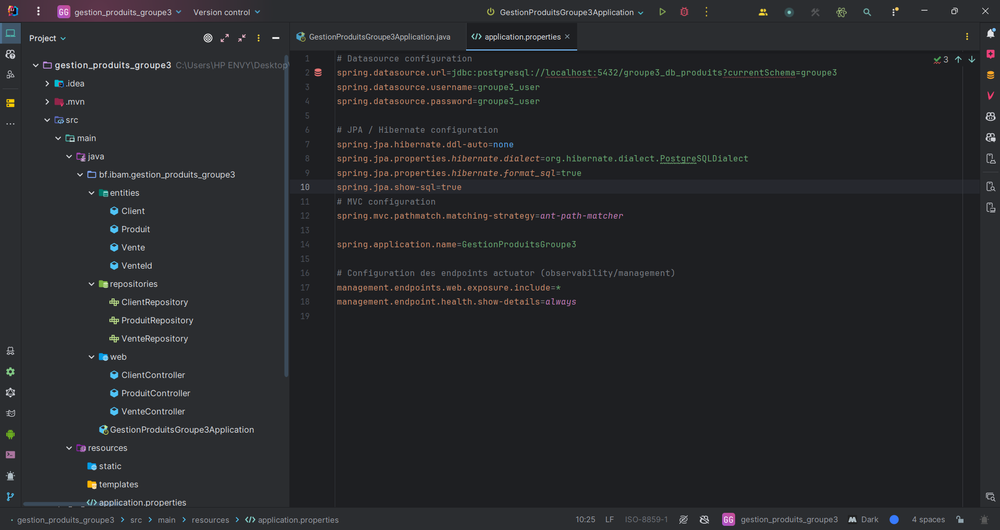 GG gestion_produits_groupe3 Version control GestionProduitsGroupe3Application
Project
GestionProduitsGroupe3Application.java application.properties
gestion_produits_groupe3 C:\Users\HP ENVY\Desktop\
.idea
.mvn
src
main
java
bf.ibam.gestion_produits_groupe3
entities
Client
Produit
Vente
VenteId
repositories
ClientRepository
ProduitRepository
VenteRepository
web
ClientController
ProduitController
VenteController
GestionProduitsGroupe3Application
resources
static
templates
application.properties
3
1 # Datasource configuration
2 spring.datasource.url=jdbc:postgresql://localhost:5432/groupe3_db_produits?currentSchema=groupe3
3 spring.datasource.username=groupe3_user
4 spring.datasource.password=groupe3_user
5
6 # JPA / Hibernate configuration
7 spring.jpa.hibernate.ddl-auto=none
8 spring.jpa.properties.hibernate.dialect=org.hibernate.dialect.PostgreSQLDialect
9 spring.jpa.properties.hibernate.format_sql=true
10 spring.jpa.show-sql=true
11 # MVC configuration
12 spring.mvc.pathmatch.matching-strategy=ant-path-matcher
13
14 spring.application.name=GestionProduitsGroupe3
15
16 # Configuration des endpoints actuator (observability/management)
17 management.endpoints.web.exposure.include=*
18 management.endpoint.health.show-details=always
19
gestion_produits_groupe3 > src > main > resources > application.properties
10:25 LF ISO-8859-1 GG gestion_produits_groupe3 Dark 4 spaces